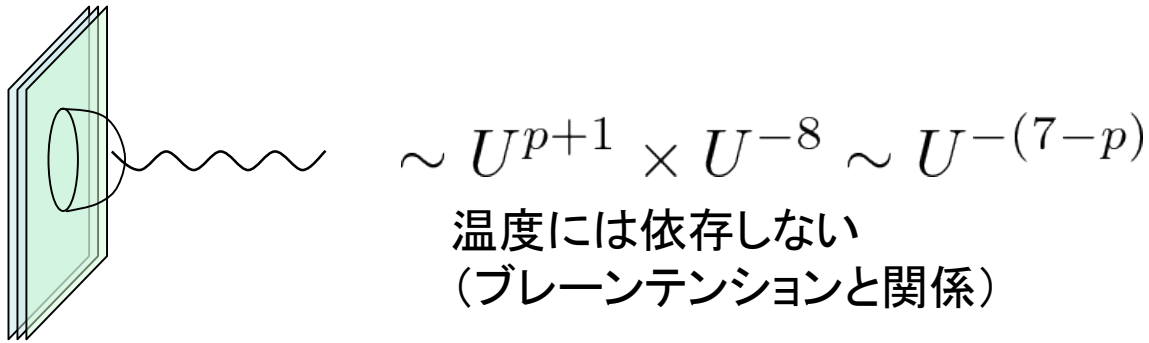 ∼ U^{p+1} × U^{−8} ∼ U^{−(7−p)}
温度には依存しない
（ブレーンテンションと関係）